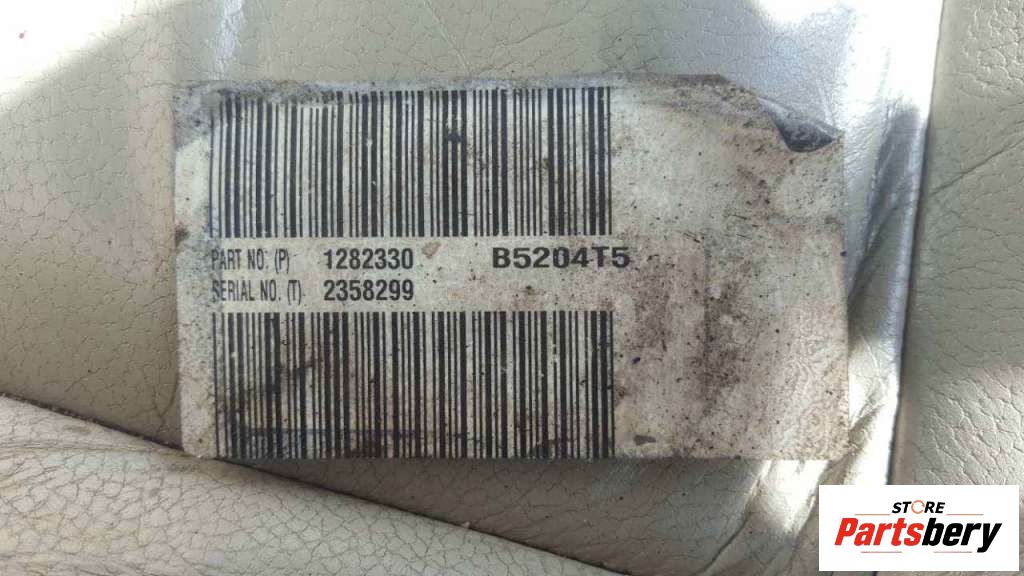 PART NO. (P) 1282330 B5204T5
SERIAL NO. (T) 2358299
STORE
Partsbery